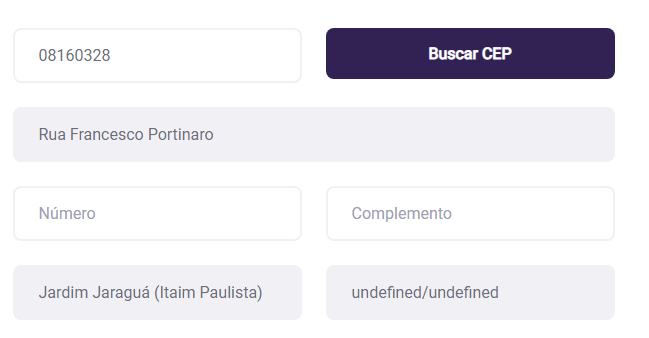 08160328
Buscar CEP
Rua Francesco Portinaro
Número
Complemento
Jardim Jaraguá (Itaim Paulista)
undefined/undefined